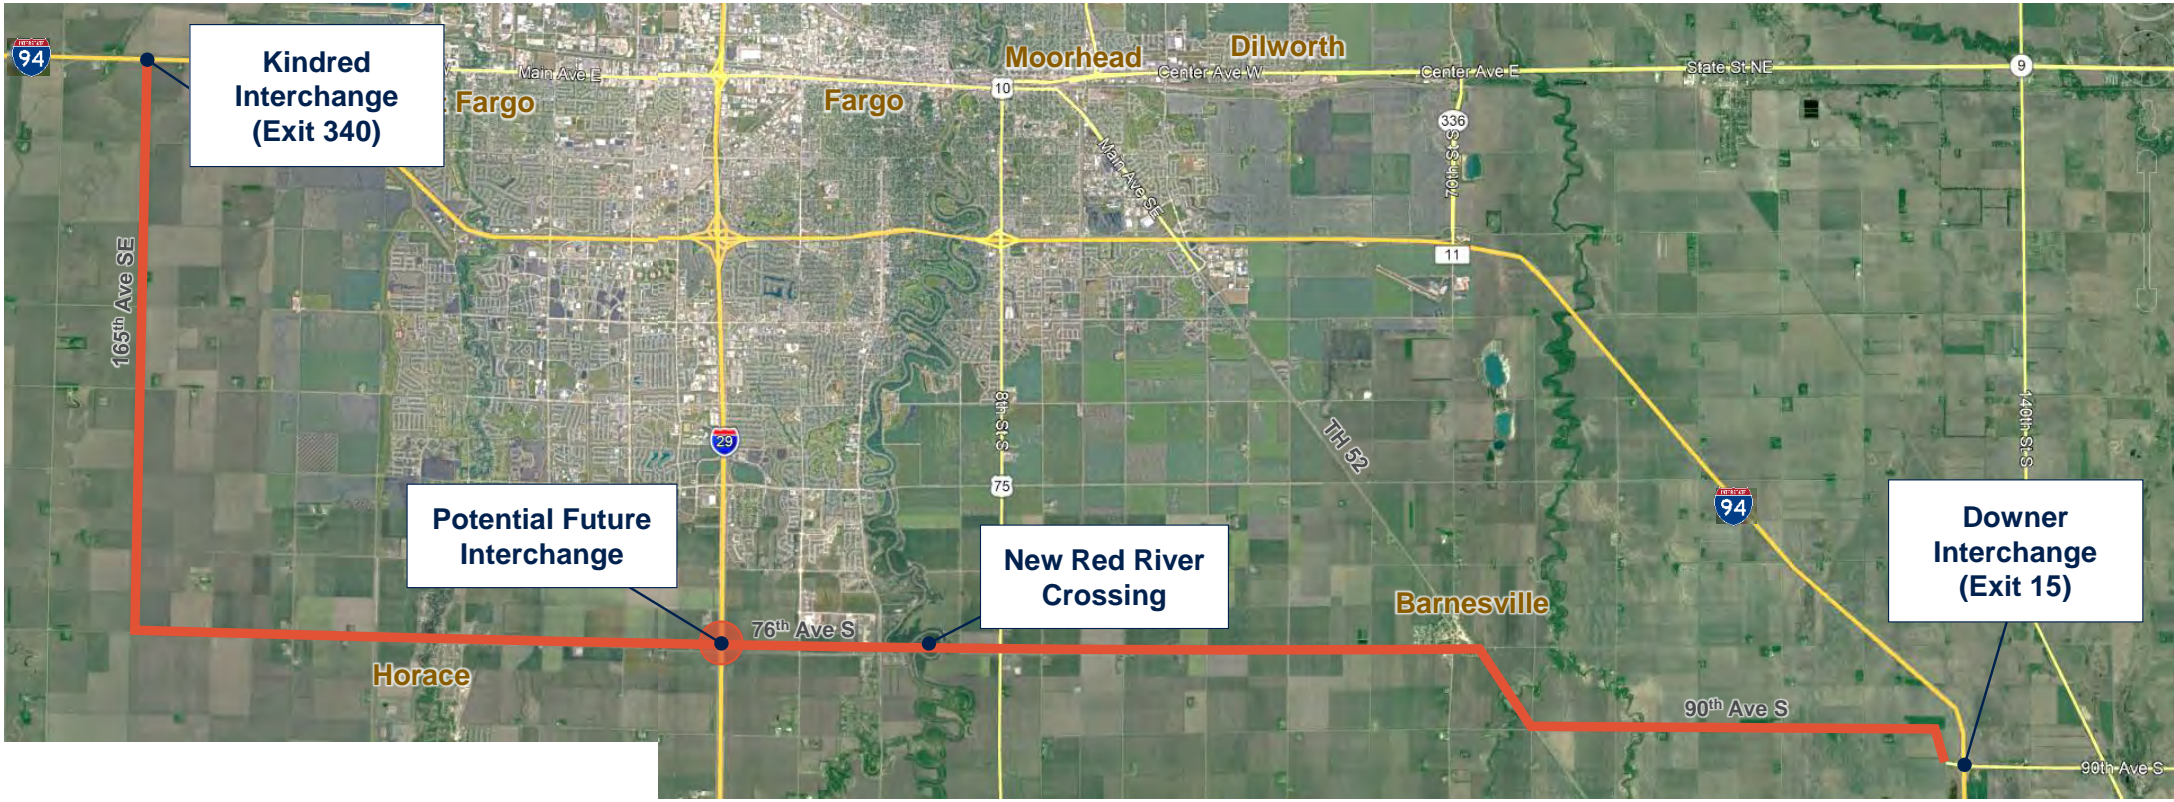 INTERSTATE
94
Kindred
Interchange
(Exit 340)
Main Ave E
Fargo
Fargo
Moorhead
Dilworth
10
Center Ave W
Center Ave E
State St NE
9
336
70th St S
Main Ave SE
11
165th Ave SE
29
8th St S
75
TH 52
140th St S
INTERSTATE
94
Potential Future
Interchange
New Red River
Crossing
Downer
Interchange
(Exit 15)
76th Ave S
Barnesville
Horace
90th Ave S
90th Ave S